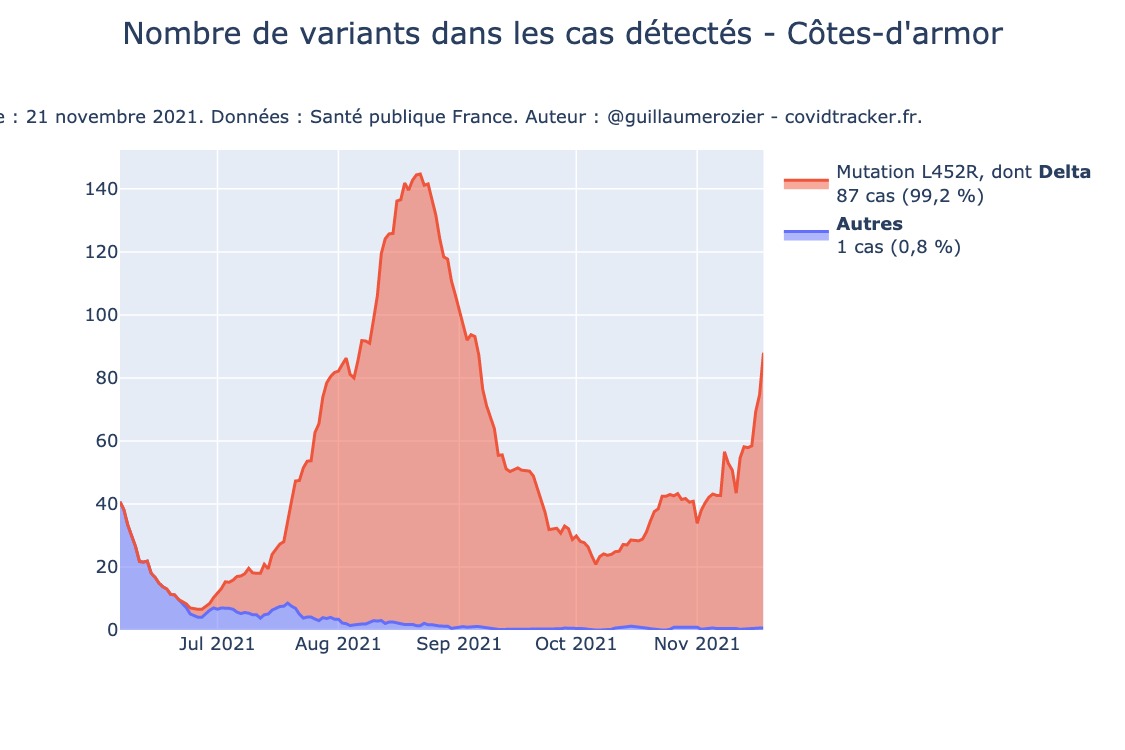 Nombre de variants dans les cas détectés - Côtes-d'armor
: 21 novembre 2021. Données : Santé publique France. Auteur : @guillaumerozier - covidtracker.fr.
Mutation L452R, dont Delta
87 cas (99,2 %)
Autres
1 cas (0,8 %)
140
120
100
80
60
40
20
0
Jul 2021 Aug 2021 Sep 2021 Oct 2021 Nov 2021